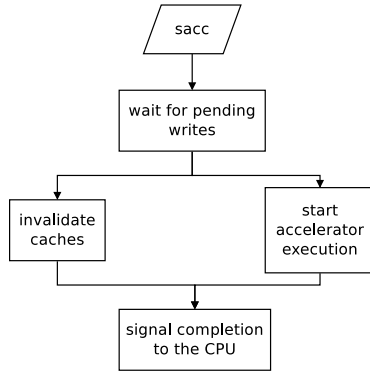 sacc
wait for pending
writes
invalidate
caches
start
accelerator
execution
signal completion
to the CPU